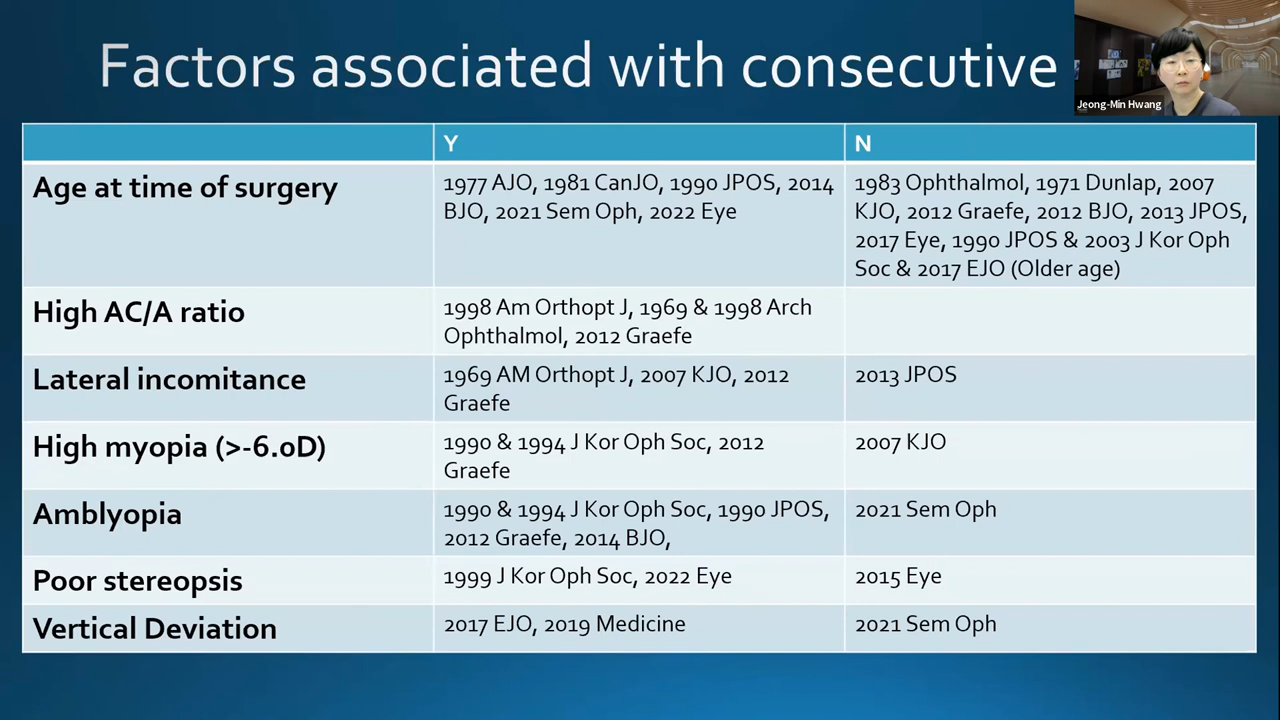 Factors associated with consecutive
Jeong-Min Hwang
Y
N
Age at time of surgery
1977 AJO, 1981 CanJO, 1990 JPOS, 2014
BJO, 2021 Sem Oph, 2022 Eye
1983 Ophthalmol, 1971 Dunlap, 2007
KJO, 2012 Graefe, 2012 BJO, 2013 JPOS,
2017 Eye, 1990 JPOS & 2003 J Kor Oph
Soc & 2017 EJO (Older age)
High AC/A ratio
1998 Am Orthopt J, 1969 & 1998 Arch
Ophthalmol, 2012 Graefe
Lateral incomitance
1969 AM Orthopt J, 2007 KJO, 2012
Graefe
2013 JPOS
High myopia (>-6.0D)
1990 & 1994 J Kor Oph Soc, 2012
Graefe
2007 KJO
Amblyopia
1990 & 1994 J Kor Oph Soc, 1990 JPOS,
2012 Graefe, 2014 BJO,
2021 Sem Oph
Poor stereopsis
1999 J Kor Oph Soc, 2022 Eye
2015 Eye
Vertical Deviation
2017 EJO, 2019 Medicine
2021 Sem Oph